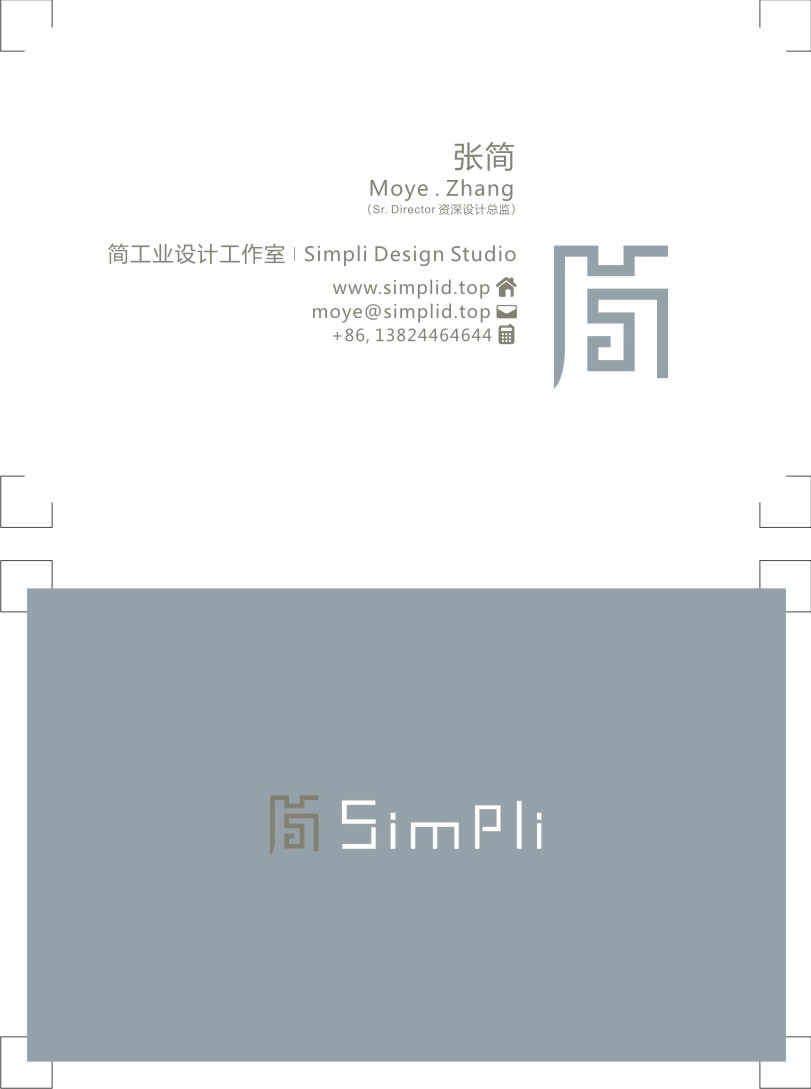 张简
Moye . Zhang
（Sr. Director 资深设计总监）
简工业设计工作室 | Simpli Design Studio
www.simplid.top
moye@simplid.top
+86, 13824464644
简
简 SimPli